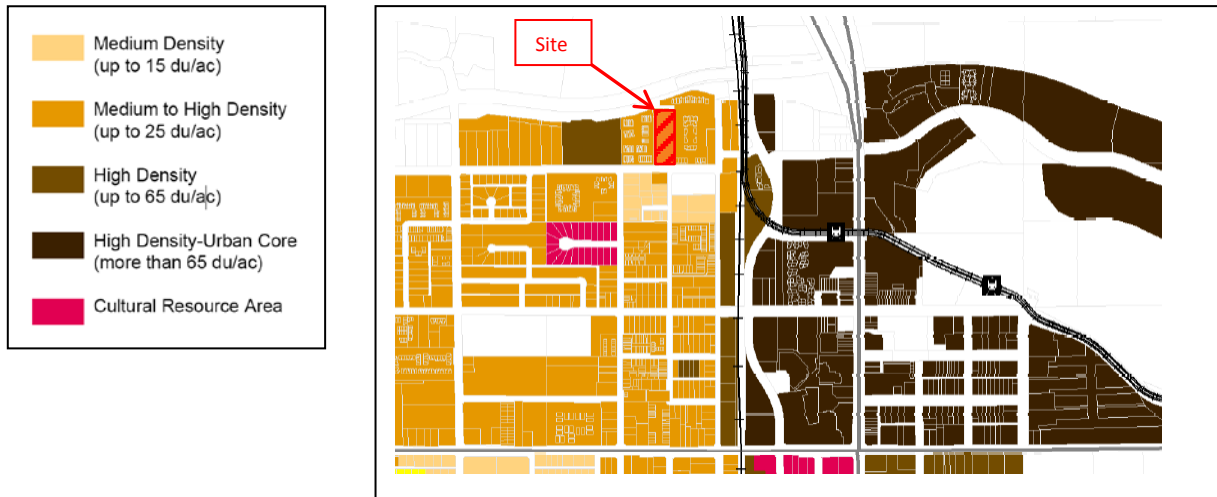 Medium Density
(up to 15 du/ac)
Medium to High Density
(up to 25 du/ac)
High Density
(up to 65 du/ac)
High Density-Urban Core
(more than 65 du/ac)
Cultural Resource Area
Site